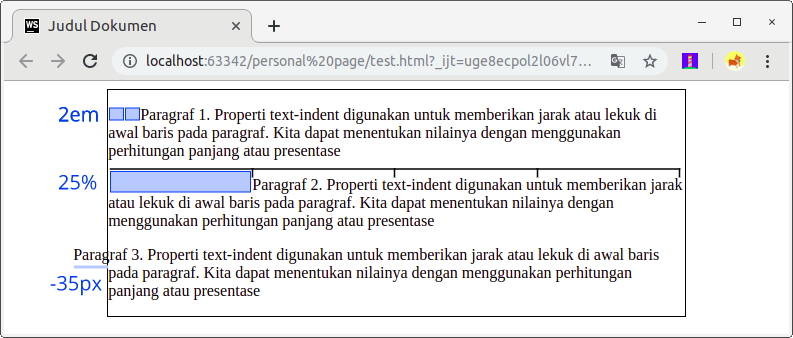 WS Judul Dokumen
localhost:63342/personal%20page/test.html?_ijt=uge8ecpol2l06vl7...
2em Paragraf 1. Properti text-indent digunakan untuk memberikan jarak atau lekuk di
awal baris pada paragraf. Kita dapat menentukan nilainya dengan menggunakan
perhitungan panjang atau presentase
25% Paragraf 2. Properti text-indent digunakan untuk memberikan jarak
atau lekuk di awal baris pada paragraf. Kita dapat menentukan nilainya dengan
menggunakan perhitungan panjang atau presentase
Paragraf 3. Properti text-indent digunakan untuk memberikan jarak atau lekuk di awal baris
pada paragraf. Kita dapat menentukan nilainya dengan menggunakan perhitungan
-35px
panjang atau presentase